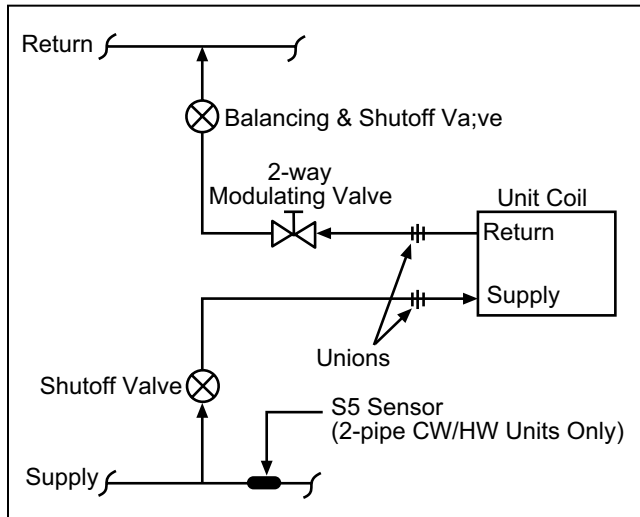 Return
Balancing & Shutoff Va;ve
2-way
Modulating Valve
Unit Coil
Return
Supply
Unions
Shutoff Valve
S5 Sensor
(2-pipe CW/HW Units Only)
Supply